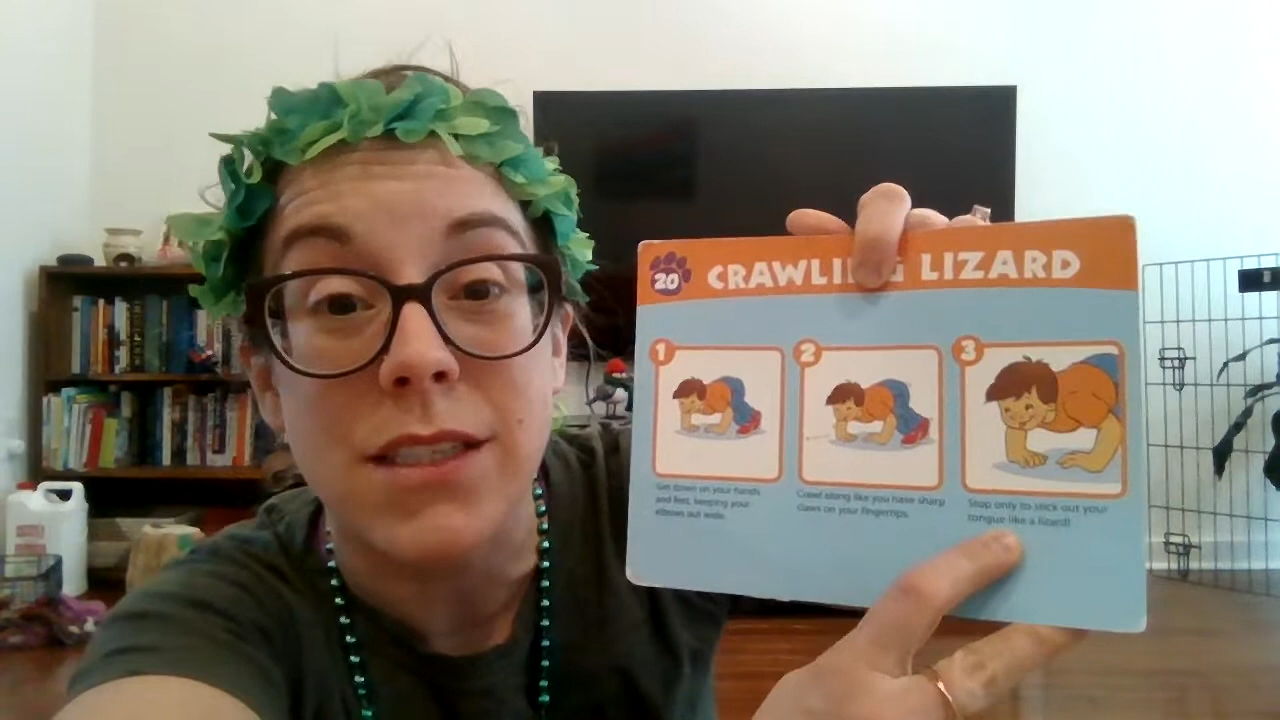 20 CRAWLING LIZARD
1
Get down on your hands
and feet, keeping your
elbows out wide.
2
Crawl along like you have sharp
claws on your fingertips.
3
Stop only to stick out your
tongue like a lizard!